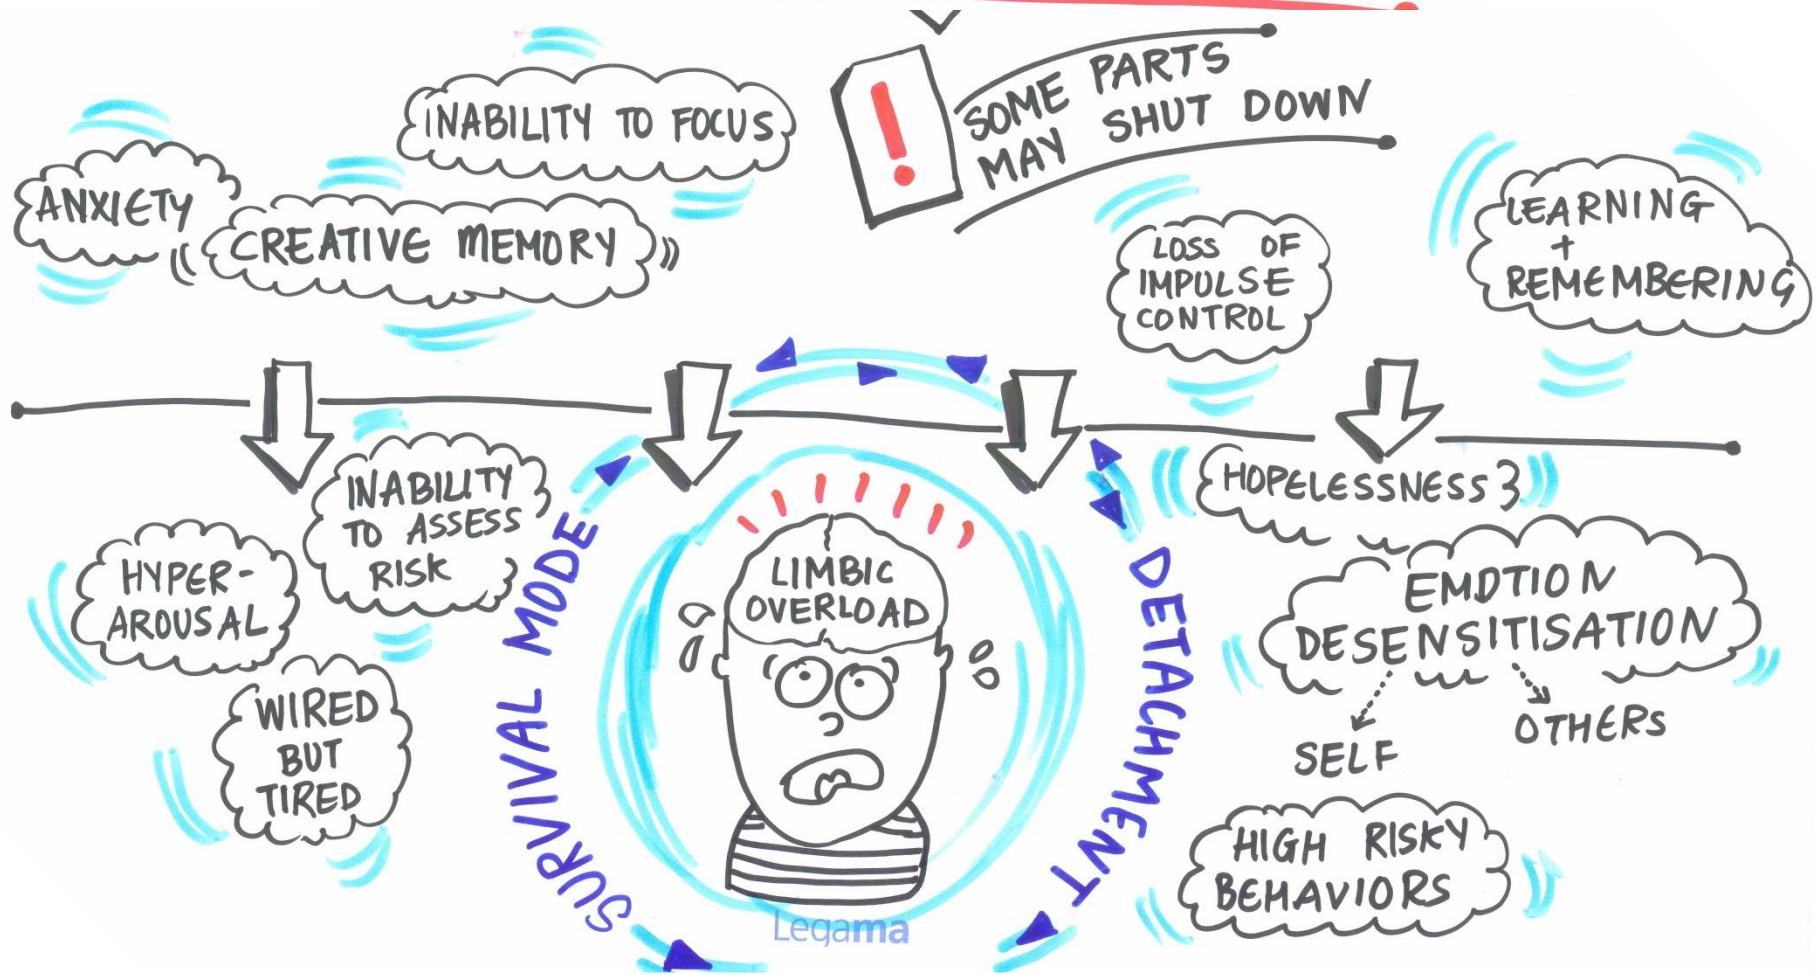 SOME PARTS
MAY SHUT DOWN
INABILITY TO FOCUS
ANXIETY
CREATIVE MEMORY
LOSS OF
IMPULSE
CONTROL
LEARNING
+
REMEMBERING
INABILITY
TO ASSESS
RISK
HYPER-
AROUSAL
WIRED
BUT
TIRED
SURVIVAL MODE
LIMBIC
OVERLOAD
DETACHMENT
HOPELESSNESS
EMOTION
DESENSITISATION
SELF
OTHERS
HIGH RISKY
BEHAVIORS
Legama